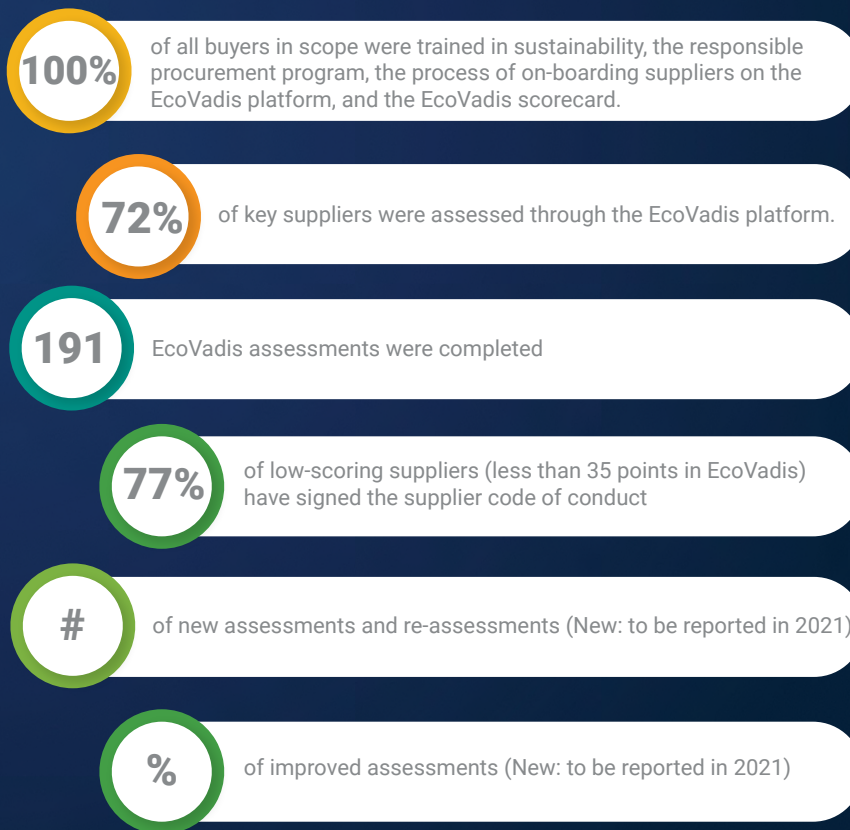 100%
of all buyers in scope were trained in sustainability, the responsible
procurement program, the process of on-boarding suppliers on the
EcoVadis platform, and the EcoVadis scorecard.
72%
of key suppliers were assessed through the EcoVadis platform.
191
EcoVadis assessments were completed
77%
of low-scoring suppliers (less than 35 points in EcoVadis)
have signed the supplier code of conduct
#
of new assessments and re-assessments (New: to be reported in 2021)
%
of improved assessments (New: to be reported in 2021)